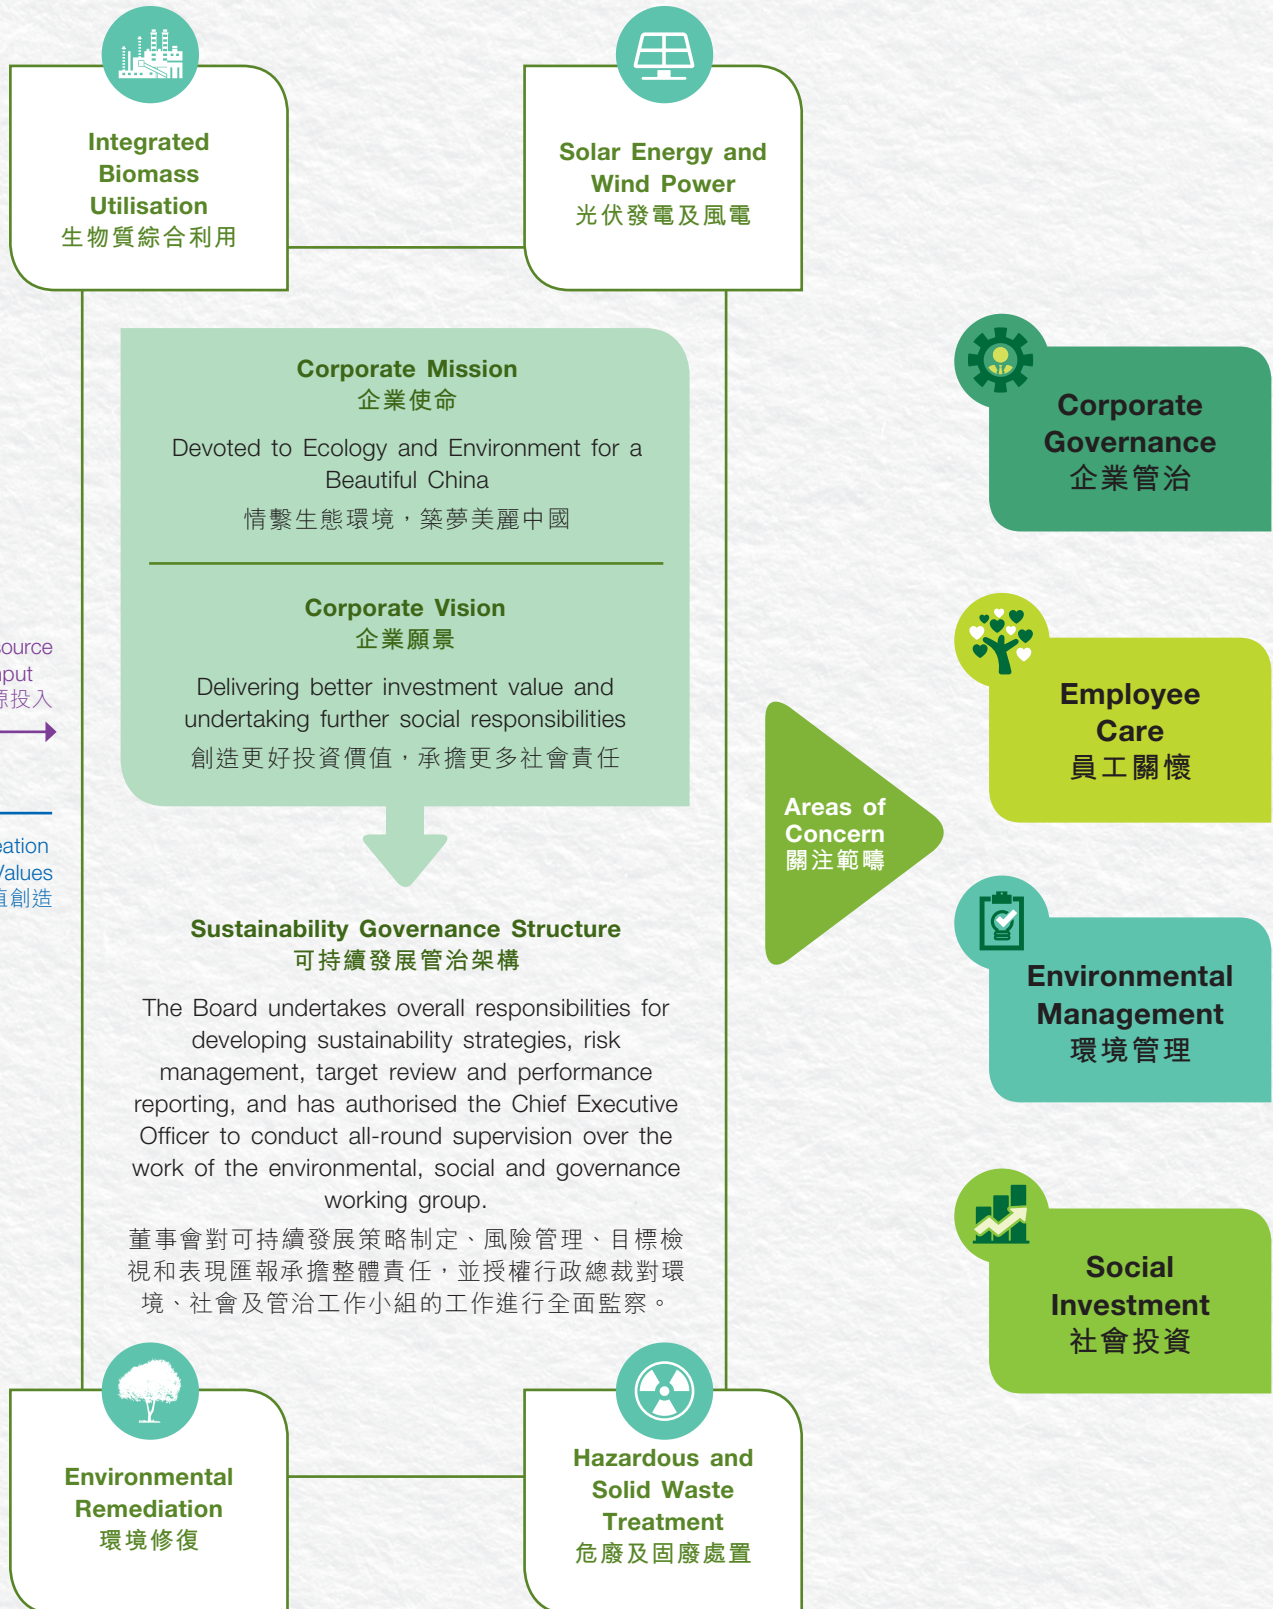 Integrated
Biomass
Utilisation
生物質綜合利用
Solar Energy and
Wind Power
光伏發電及風電
Corporate Mission
企業使命
Devoted to Ecology and Environment for a
Beautiful China
情繫生態環境，築夢美麗中國
Corporate Vision
企業願景
Delivering better investment value and
undertaking further social responsibilities
創造更好投資價值，承擔更多社會責任
投入
Values
創造
Sustainability Governance Structure
可持續發展管治架構
The Board undertakes overall responsibilities for
developing sustainability strategies, risk
management, target review and performance
reporting, and has authorised the Chief Executive
Officer to conduct all-round supervision over the
work of the environmental, social and governance
working group.
董事會對可持續發展策略制定、風險管理、目標檢
視和表現匯報承擔整體責任，並授權行政總裁對環
境、社會及管治工作小組的工作進行全面監察。
Environmental
Remediation
環境修復
Hazardous and
Solid Waste
Treatment
危廢及固廢處置
Areas of
Concern
關注範疇
Corporate
Governance
企業管治
Employee
Care
員工關懷
Environmental
Management
環境管理
Social
Investment
社會投資